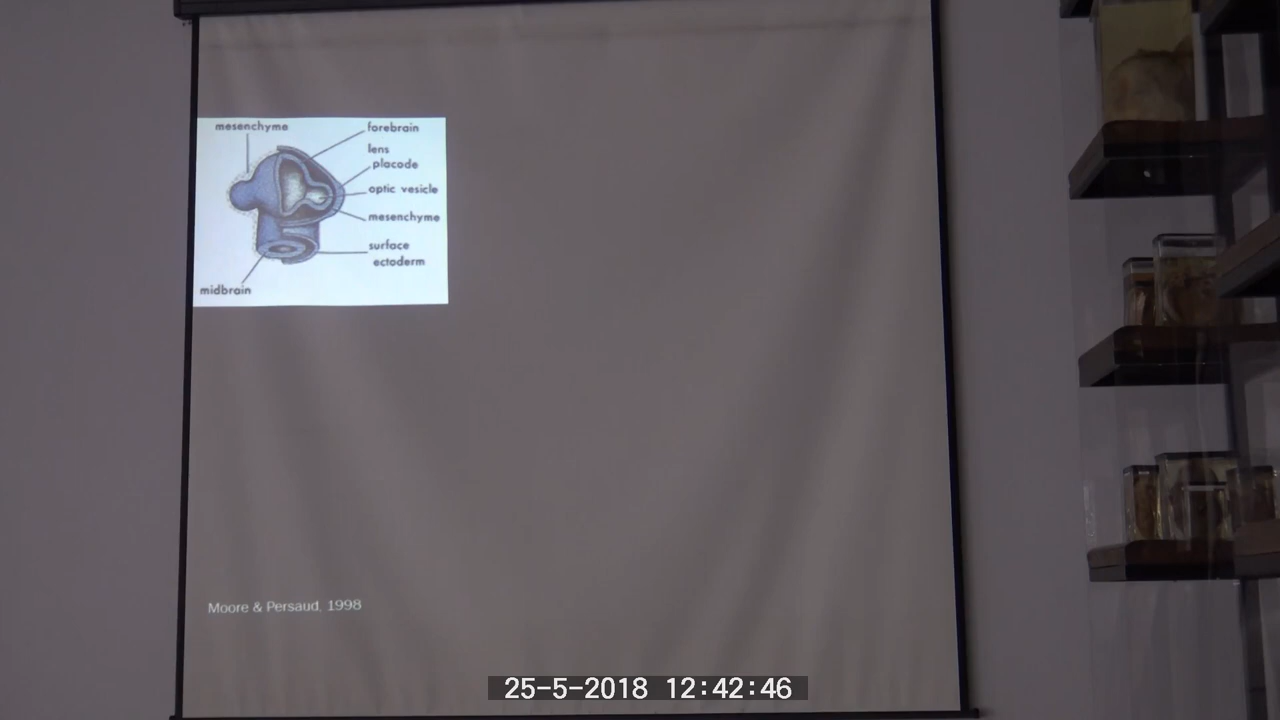 mesenchyme
forebrain
lens
placode
optic vesicle
mesenchyme
surface
ectoderm
midbrain
Moore & Persaud, 1998
25-5-2018 12:42:46